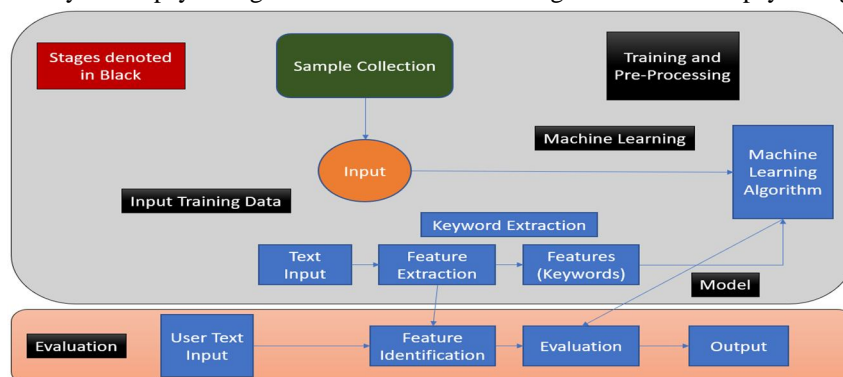 Stages denoted
in Black
Sample Collection
Training and
Pre-Processing
Machine Learning
Input
Machine
Learning
Algorithm
Input Training Data
Keyword Extraction
Text
Input
Feature
Extraction
Features
(Keywords)
Model
Evaluation
User Text
Input
Feature
Identification
Evaluation
Output